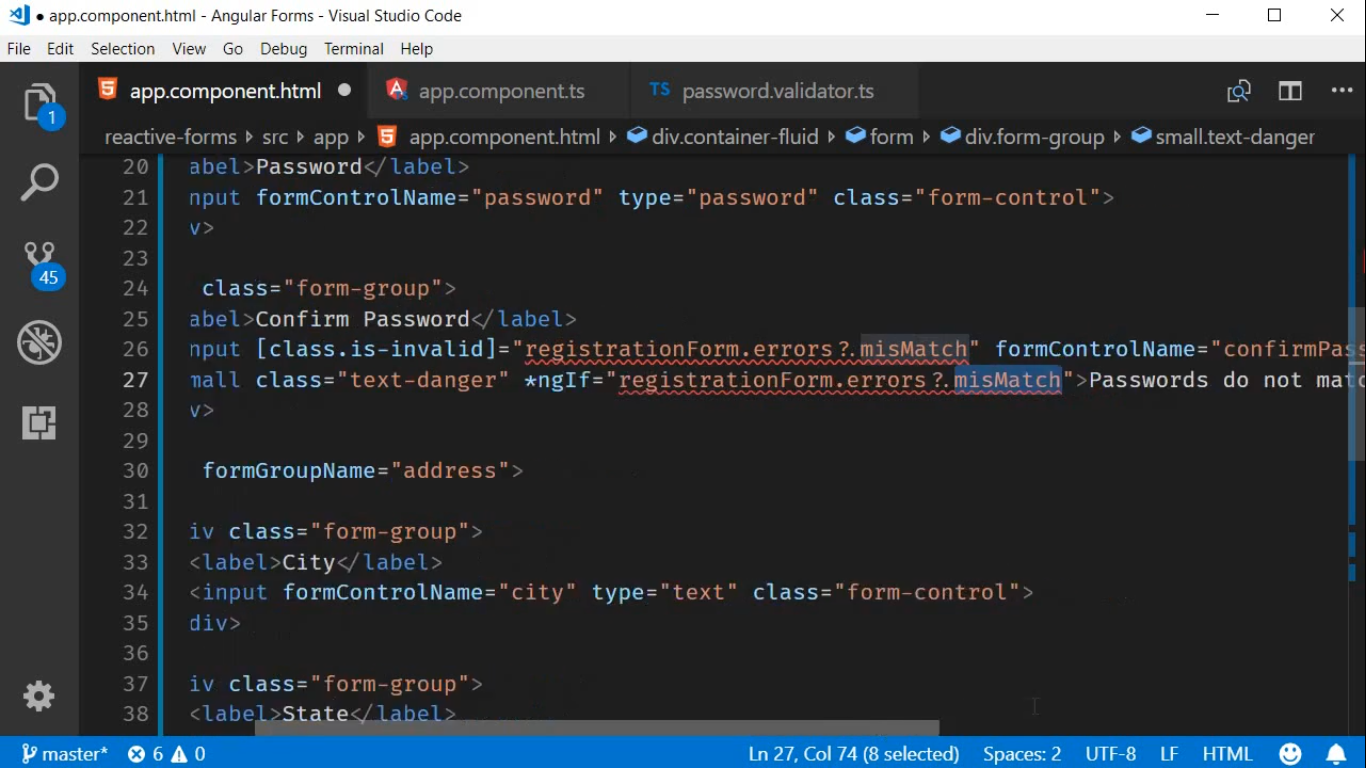 ● app.component.html - Angular Forms - Visual Studio Code
File Edit Selection View Go Debug Terminal Help
app.component.html ● app.component.ts TS password.validator.ts
1
reactive-forms src app app.component.html div.container-fluid form div.form-group small.text-danger
20 abel>Password</label>
21 nput formControlName="password" type="password" class="form-control">
22 v>
23
24 class="form-group">
25 abel>Confirm Password</label>
45
26 nput [class.is-invalid]="registrationForm.errors?.misMatch" formControlName="confirmPass
27 mall class="text-danger" *ngIf="registrationForm.errors?.misMatch">Passwords do not matc
28 v>
29
30 formGroupName="address">
31
32 iv class="form-group">
33 <label>City</label>
34 <input formControlName="city" type="text" class="form-control">
35 div>
36
37 iv class="form-group">
38 <label>State</label>
master* 6 0 Ln 27, Col 74 (8 selected) Spaces: 2 UTF-8 LF HTML